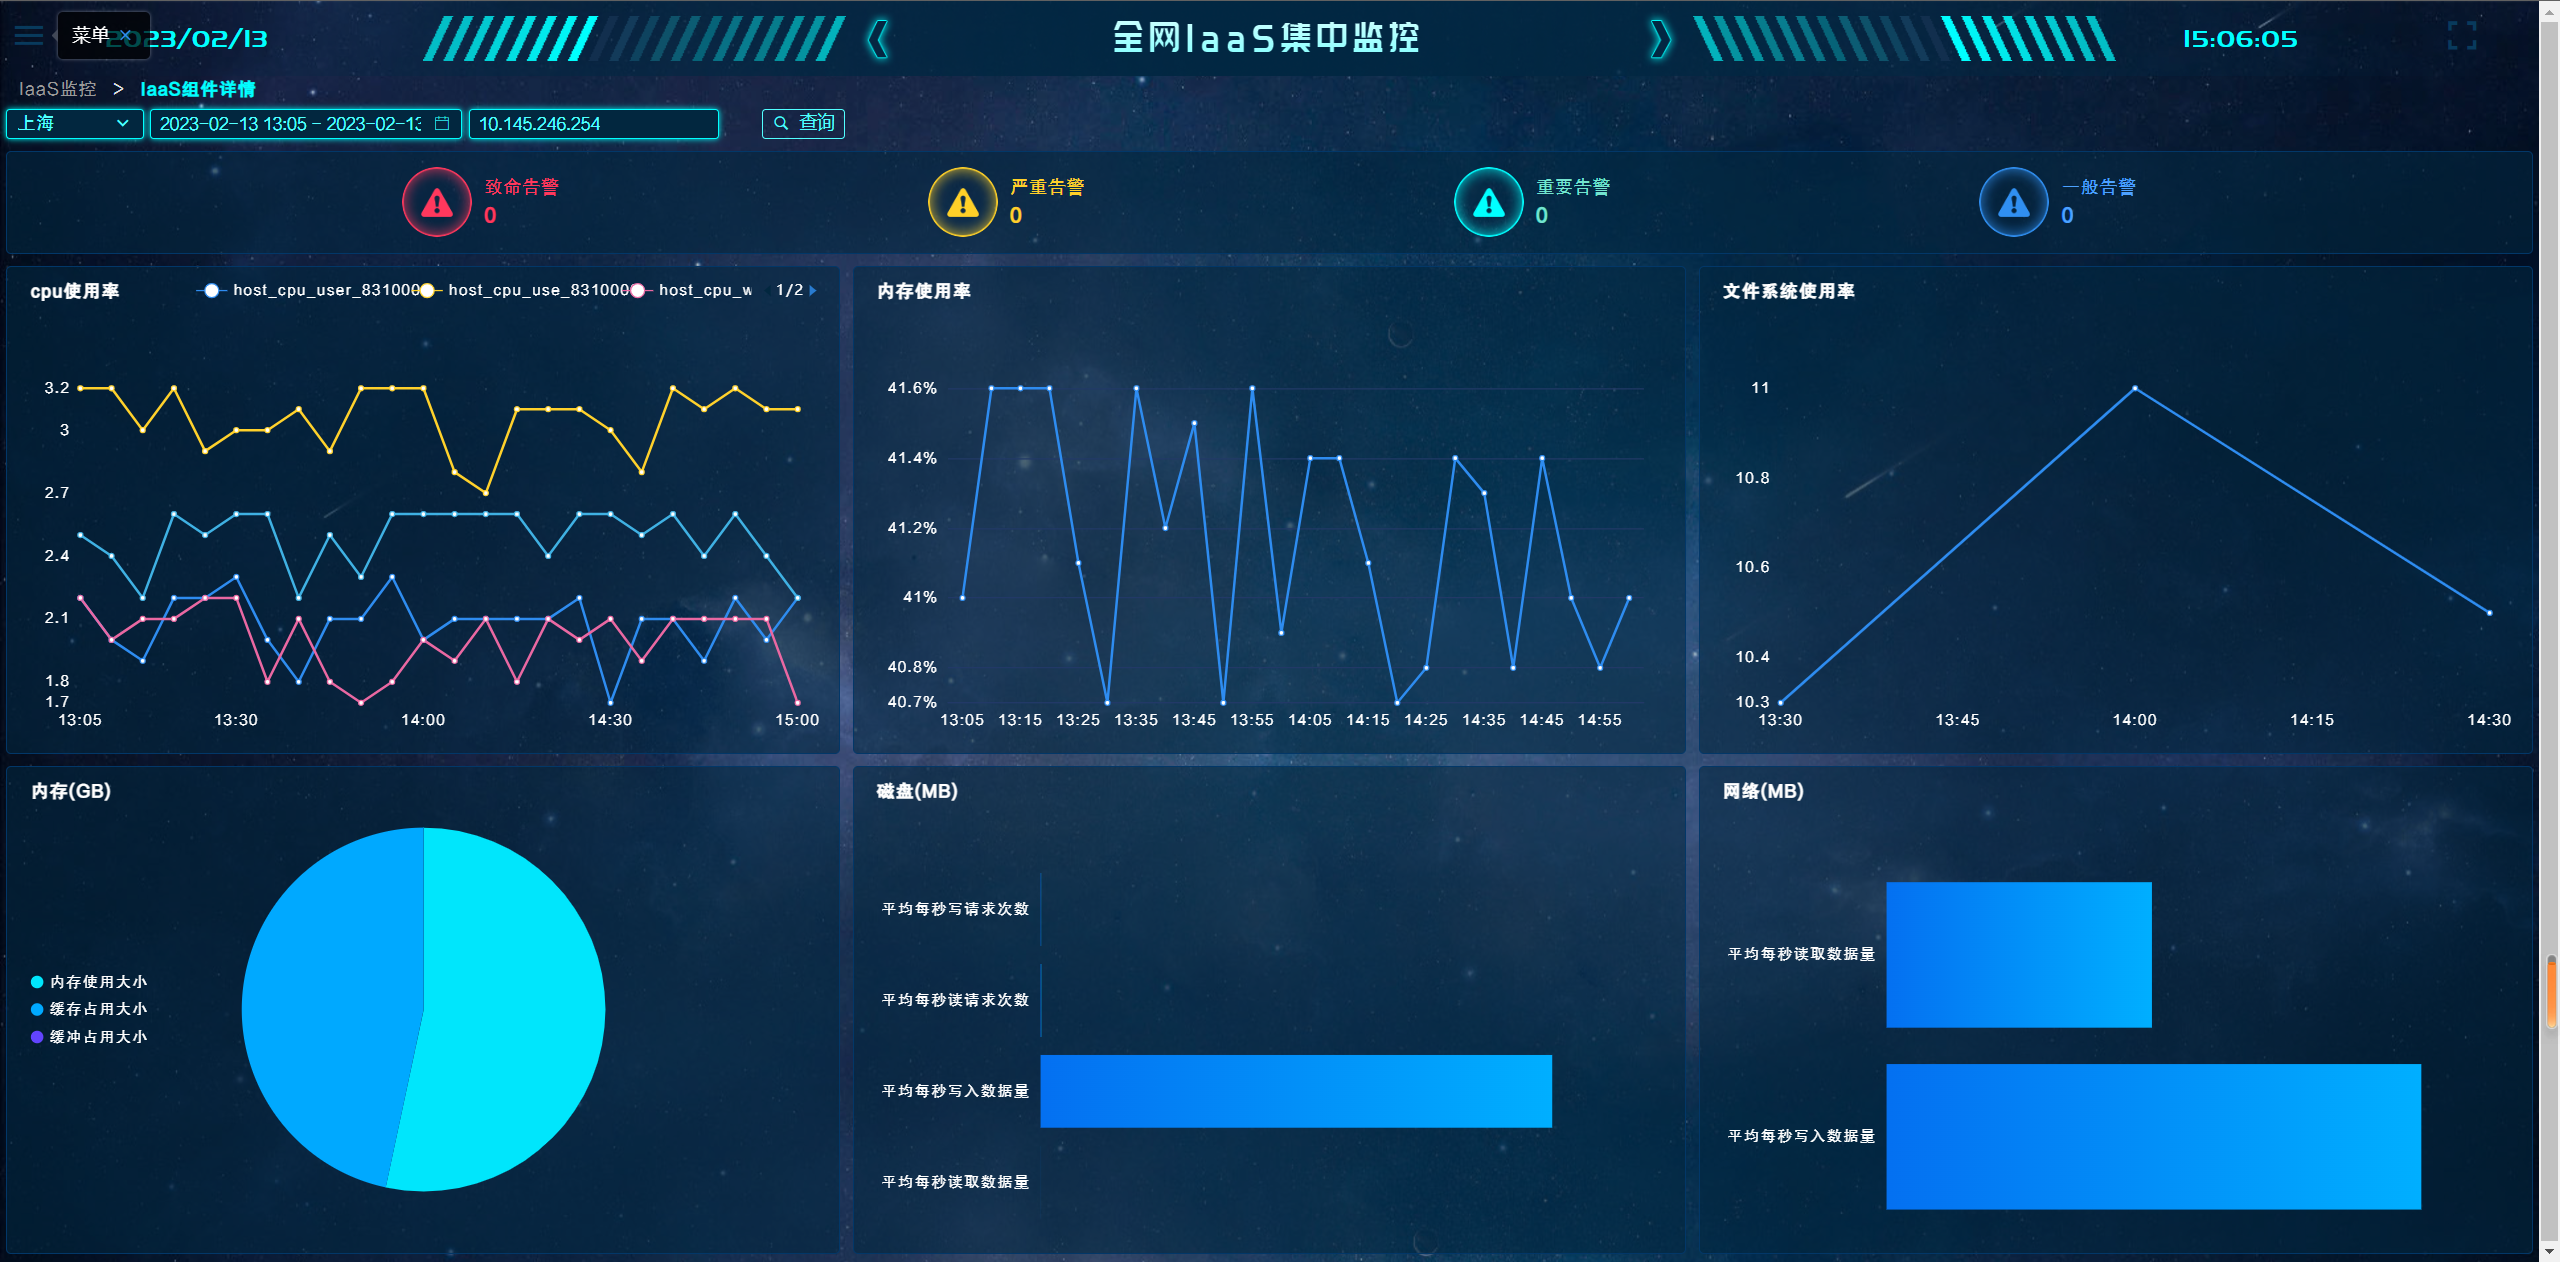 菜单 ×
2023/02/13
全网IaaS集中监控
15:06:05
IaaS监控 > IaaS组件详情
上海
2023-02-13 13:05 - 2023-02-13
10.145.246.254
查询
致命告警
0
严重告警
0
重要告警
0
一般告警
0
cpu使用率
host_cpu_user_831000
host_cpu_use_831000
host_cpu_w
1/2
3.2
3
2.7
2.4
2.1
1.8
1.7
13:05 13:30 14:00 14:30 15:00
内存使用率
41.6%
41.4%
41.2%
41%
40.8%
40.7%
13:05 13:15 13:25 13:35 13:45 13:55 14:05 14:15 14:25 14:35 14:45 14:55
文件系统使用率
11
10.8
10.6
10.4
10.3
13:30 13:45 14:00 14:15 14:30
内存(GB)
内存使用大小
缓存占用大小
缓冲占用大小
磁盘(MB)
平均每秒写请求次数
平均每秒读请求次数
平均每秒写入数据量
平均每秒读取数据量
网络(MB)
平均每秒读取数据量
平均每秒写入数据量